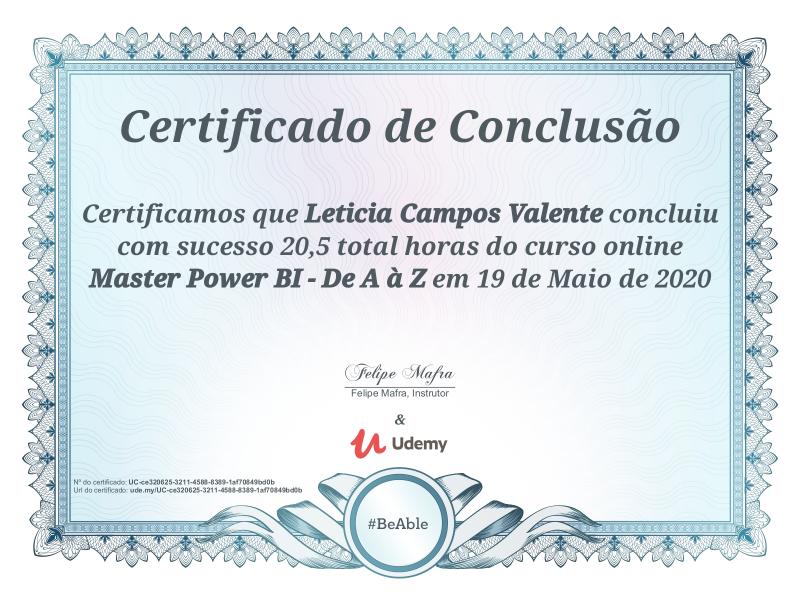 Certificado de Conclusão
Certificamos que Leticia Campos Valente concluiu
com sucesso 20,5 total horas do curso online
Master Power BI - De A à Z em 19 de Maio de 2020
Felipe Mafra
Felipe Mafra, Instrutor
&
Udemy
Nº do certificado: UC-ce320625-3211-4588-8389-1af70849bd0b
Url do certificado: ude.my/UC-ce320625-3211-4588-8389-1af70849bd0b
#BeAble